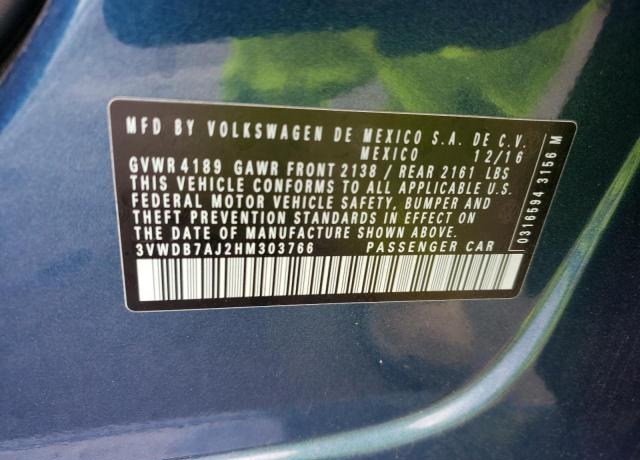 MFD BY VOLKSWAGEN DE MEXICO S.A. DE C.V.
MEXICO 12/16
GVWR 4189 GAWR FRONT 2138 / REAR 2161 LBS
THIS VEHICLE CONFORMS TO ALL APPLICABLE U.S.
FEDERAL MOTOR VEHICLE SAFETY, BUMPER AND
THEFT PREVENTION STANDARDS IN EFFECT ON
THE DATE OF MANUFACTURE SHOWN ABOVE.
3VWDB7AJ2HM303766 PASSENGER CAR
0316594 3156 M